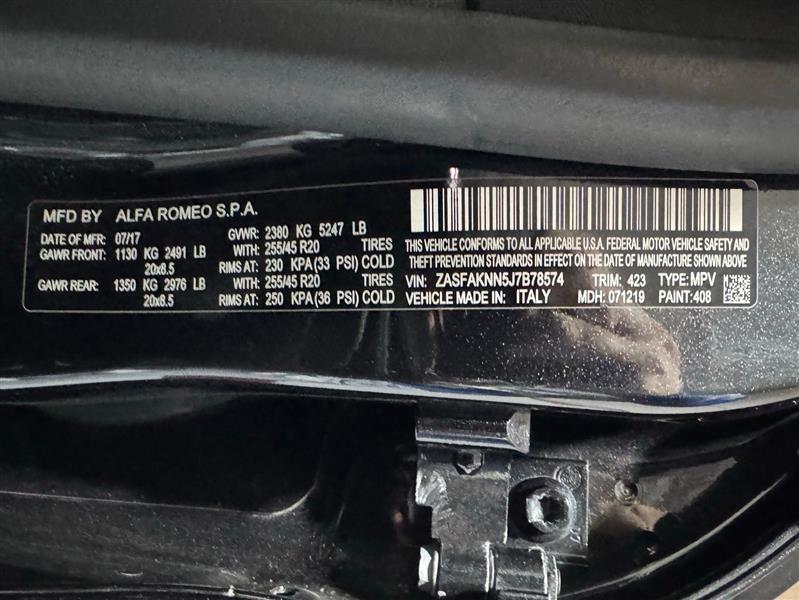 MFD BY ALFA ROMEO S.P.A.
DATE OF MFR: 07/17 GVWR: 2380 KG 5247 LB
GAWR FRONT: 1130 KG 2491 LB WITH 255/45 R20 TIRES
20x8.5 RIMS AT: 230 KPA (33 PSI) COLD
GAWR REAR: 1350 KG 2976 LB WITH 255/45 R20 TIRES
20x8.5 RIMS AT: 250 KPA (36 PSI) COLD
THIS VEHICLE CONFORMS TO ALL APPLICABLE U.S.A. FEDERAL MOTOR VEHICLE SAFETY AND
THEFT PREVENTION STANDARDS IN EFFECT ON THE DATE OF MANUFACTURE SHOWN ABOVE.
VIN: ZASFAKNN5J7B78574 TRIM: 423 TYPE: MPV
VEHICLE MADE IN: ITALY MDH: 071219 PAINT:408